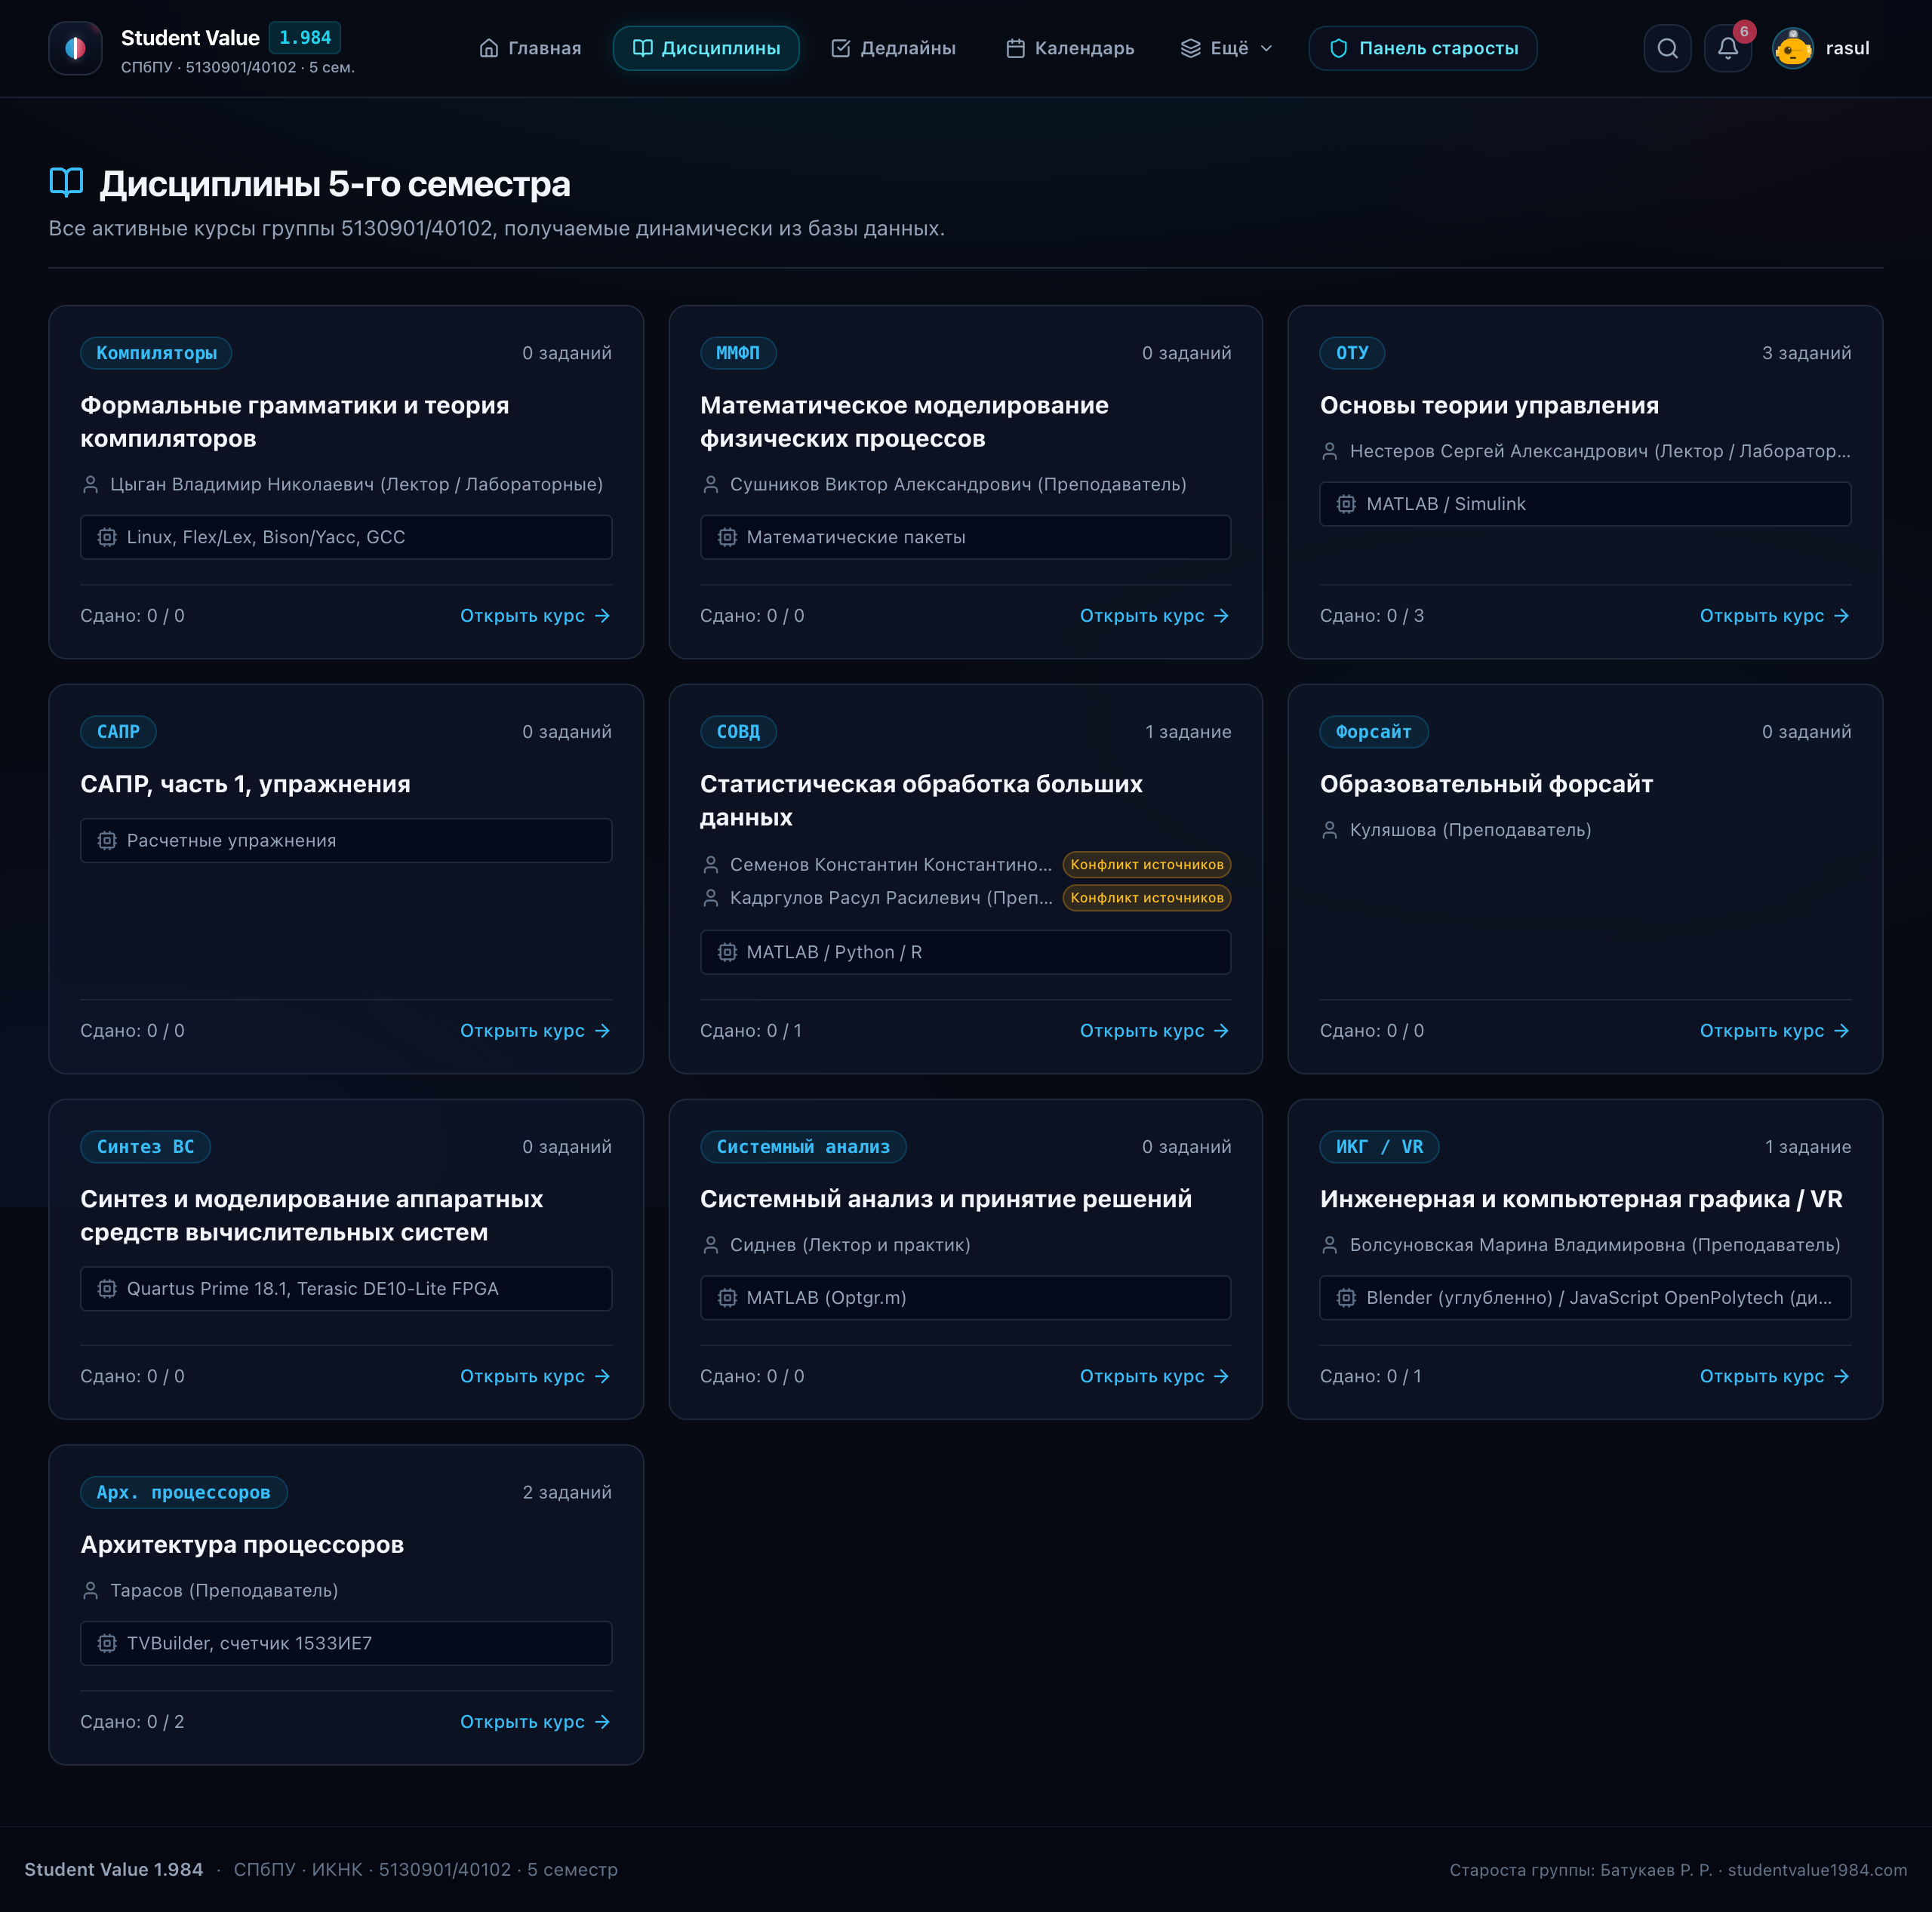 Student Value 1.984
СПбПУ · 5130901/40102 · 5 сем.
Главная
Дисциплины
Дедлайны
Календарь
Ещё
Панель старосты
6
rasul
Дисциплины 5-го семестра
Все активные курсы группы 5130901/40102, получаемые динамически из базы данных.
Компиляторы
0 заданий
Формальные грамматики и теория
компиляторов
Цыган Владимир Николаевич (Лектор / Лабораторные)
Linux, Flex/Lex, Bison/Yacc, GCC
Сдано: 0 / 0
Открыть курс →
ММФП
0 заданий
Математическое моделирование
физических процессов
Сушников Виктор Александрович (Преподаватель)
Математические пакеты
Сдано: 0 / 0
Открыть курс →
ОТУ
3 заданий
Основы теории управления
Нестеров Сергей Александрович (Лектор / Лаборатор...
MATLAB / Simulink
Сдано: 0 / 3
Открыть курс →
САПР
0 заданий
САПР, часть 1, упражнения
Расчетные упражнения
Сдано: 0 / 0
Открыть курс →
СОВД
1 задание
Статистическая обработка больших
данных
Семенов Константин Константино... Конфликт источников
Кадргулов Расул Расилевич (Преп... Конфликт источников
MATLAB / Python / R
Сдано: 0 / 1
Открыть курс →
Форсайт
0 заданий
Образовательный форсайт
Куляшова (Преподаватель)
Сдано: 0 / 0
Открыть курс →
Синтез ВС
0 заданий
Синтез и моделирование аппаратных
средств вычислительных систем
Quartus Prime 18.1, Terasic DE10-Lite FPGA
Сдано: 0 / 0
Открыть курс →
Системный анализ
0 заданий
Системный анализ и принятие решений
Сиднев (Лектор и практик)
MATLAB (Optgr.m)
Сдано: 0 / 0
Открыть курс →
ИКГ / VR
1 задание
Инженерная и компьютерная графика / VR
Болсуновская Марина Владимировна (Преподаватель)
Blender (углубленно) / JavaScript OpenPolytech (ди...
Сдано: 0 / 1
Открыть курс →
Арх. процессоров
2 заданий
Архитектура процессоров
Тарасов (Преподаватель)
TVBuilder, счетчик 1533ИЕ7
Сдано: 0 / 2
Открыть курс →
Student Value 1.984 · СПбПУ · ИКНК · 5130901/40102 · 5 семестр
Староста группы: Батукаев Р. Р. · studentvalue1984.com